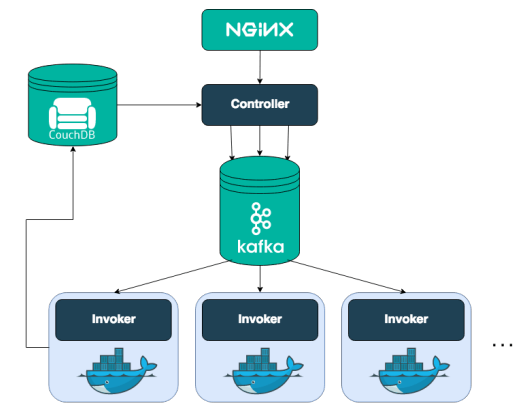 NGINX
Controller
CouchDB
kafka
Invoker
Invoker
Invoker
...